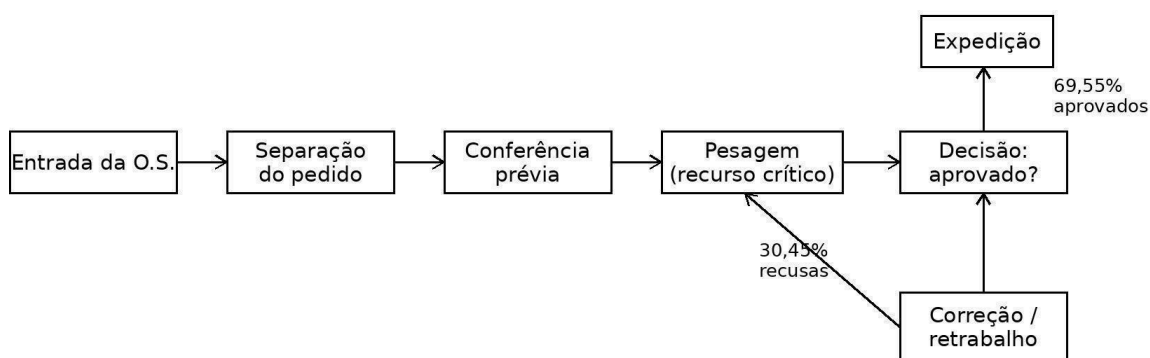 Expedição
69,55%
aprovados
Entrada da O.S.
Separação
do pedido
Conferência
prévia
Pesagem
(recurso crítico)
Decisão:
aprovado?
30,45%
recusas
Correção /
retrabalho